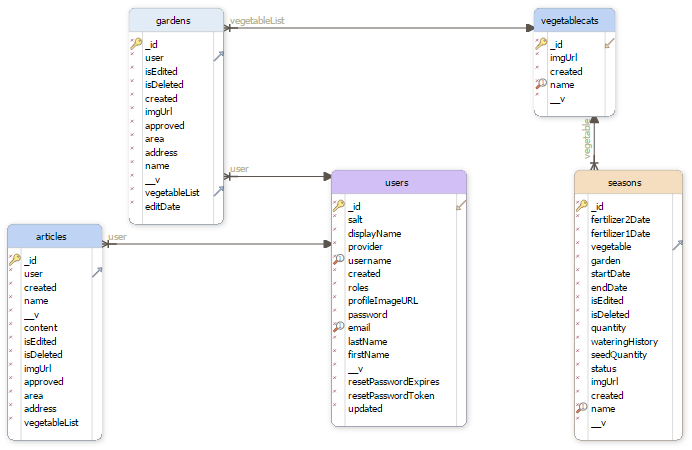 gardens
_id
user
isEdited
isDeleted
created
imgUrl
approved
area
address
name
__v
vegetableList
editDate
vegetableList
vegetablecats
_id
imgUrl
created
name
__v
vegetable
user
users
_id
salt
displayName
provider
username
created
roles
profileImageURL
password
email
lastName
firstName
__v
resetPasswordExpires
resetPasswordToken
updated
seasons
_id
fertilizer2Date
fertilizer1Date
vegetable
garden
startDate
endDate
isEdited
isDeleted
quantity
wateringHistory
seedQuantity
status
imgUrl
created
name
__v
articles
_id
user
created
name
__v
content
isEdited
isDeleted
imgUrl
approved
area
address
vegetableList
user